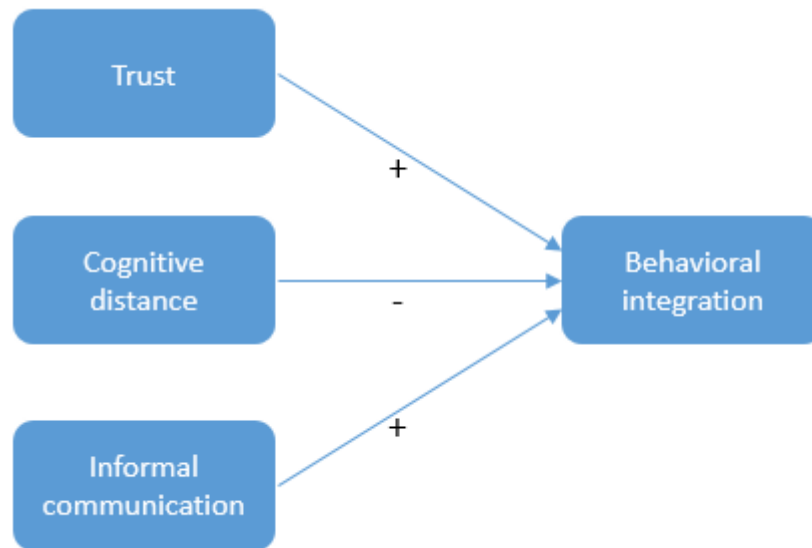 Trust
+
Cognitive
distance
-
Behavioral
integration
+
Informal
communication